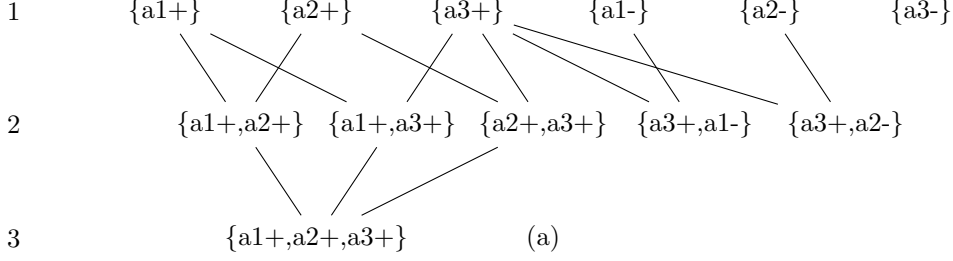 1 {a1+} {a2+} {a3+} {a1-} {a2-} {a3-}
2 {a1+,a2+} {a1+,a3+} {a2+,a3+} {a3+,a1-} {a3+,a2-}
3 {a1+,a2+,a3+} (a)